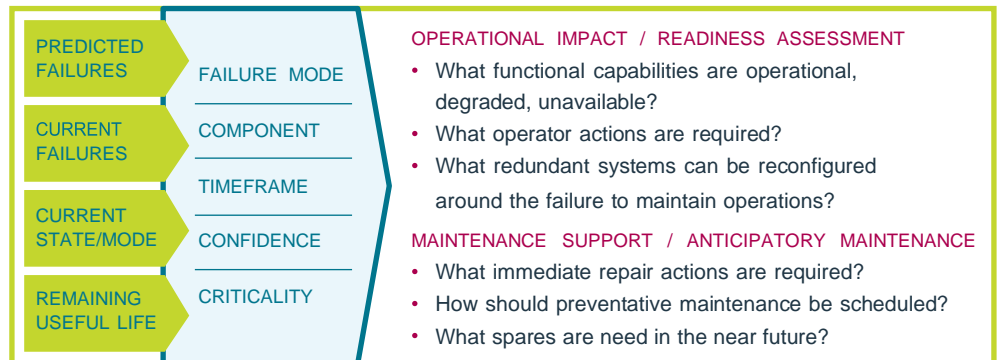 PREDICTED
FAILURES
CURRENT
FAILURES
CURRENT
STATE/MODE
REMAINING
USEFUL LIFE
FAILURE MODE
COMPONENT
TIMEFRAME
CONFIDENCE
CRITICALITY
OPERATIONAL IMPACT / READINESS ASSESSMENT
• What functional capabilities are operational,
degraded, unavailable?
• What operator actions are required?
• What redundant systems can be reconfigured
around the failure to maintain operations?
MAINTENANCE SUPPORT / ANTICIPATORY MAINTENANCE
• What immediate repair actions are required?
• How should preventative maintenance be scheduled?
• What spares are need in the near future?